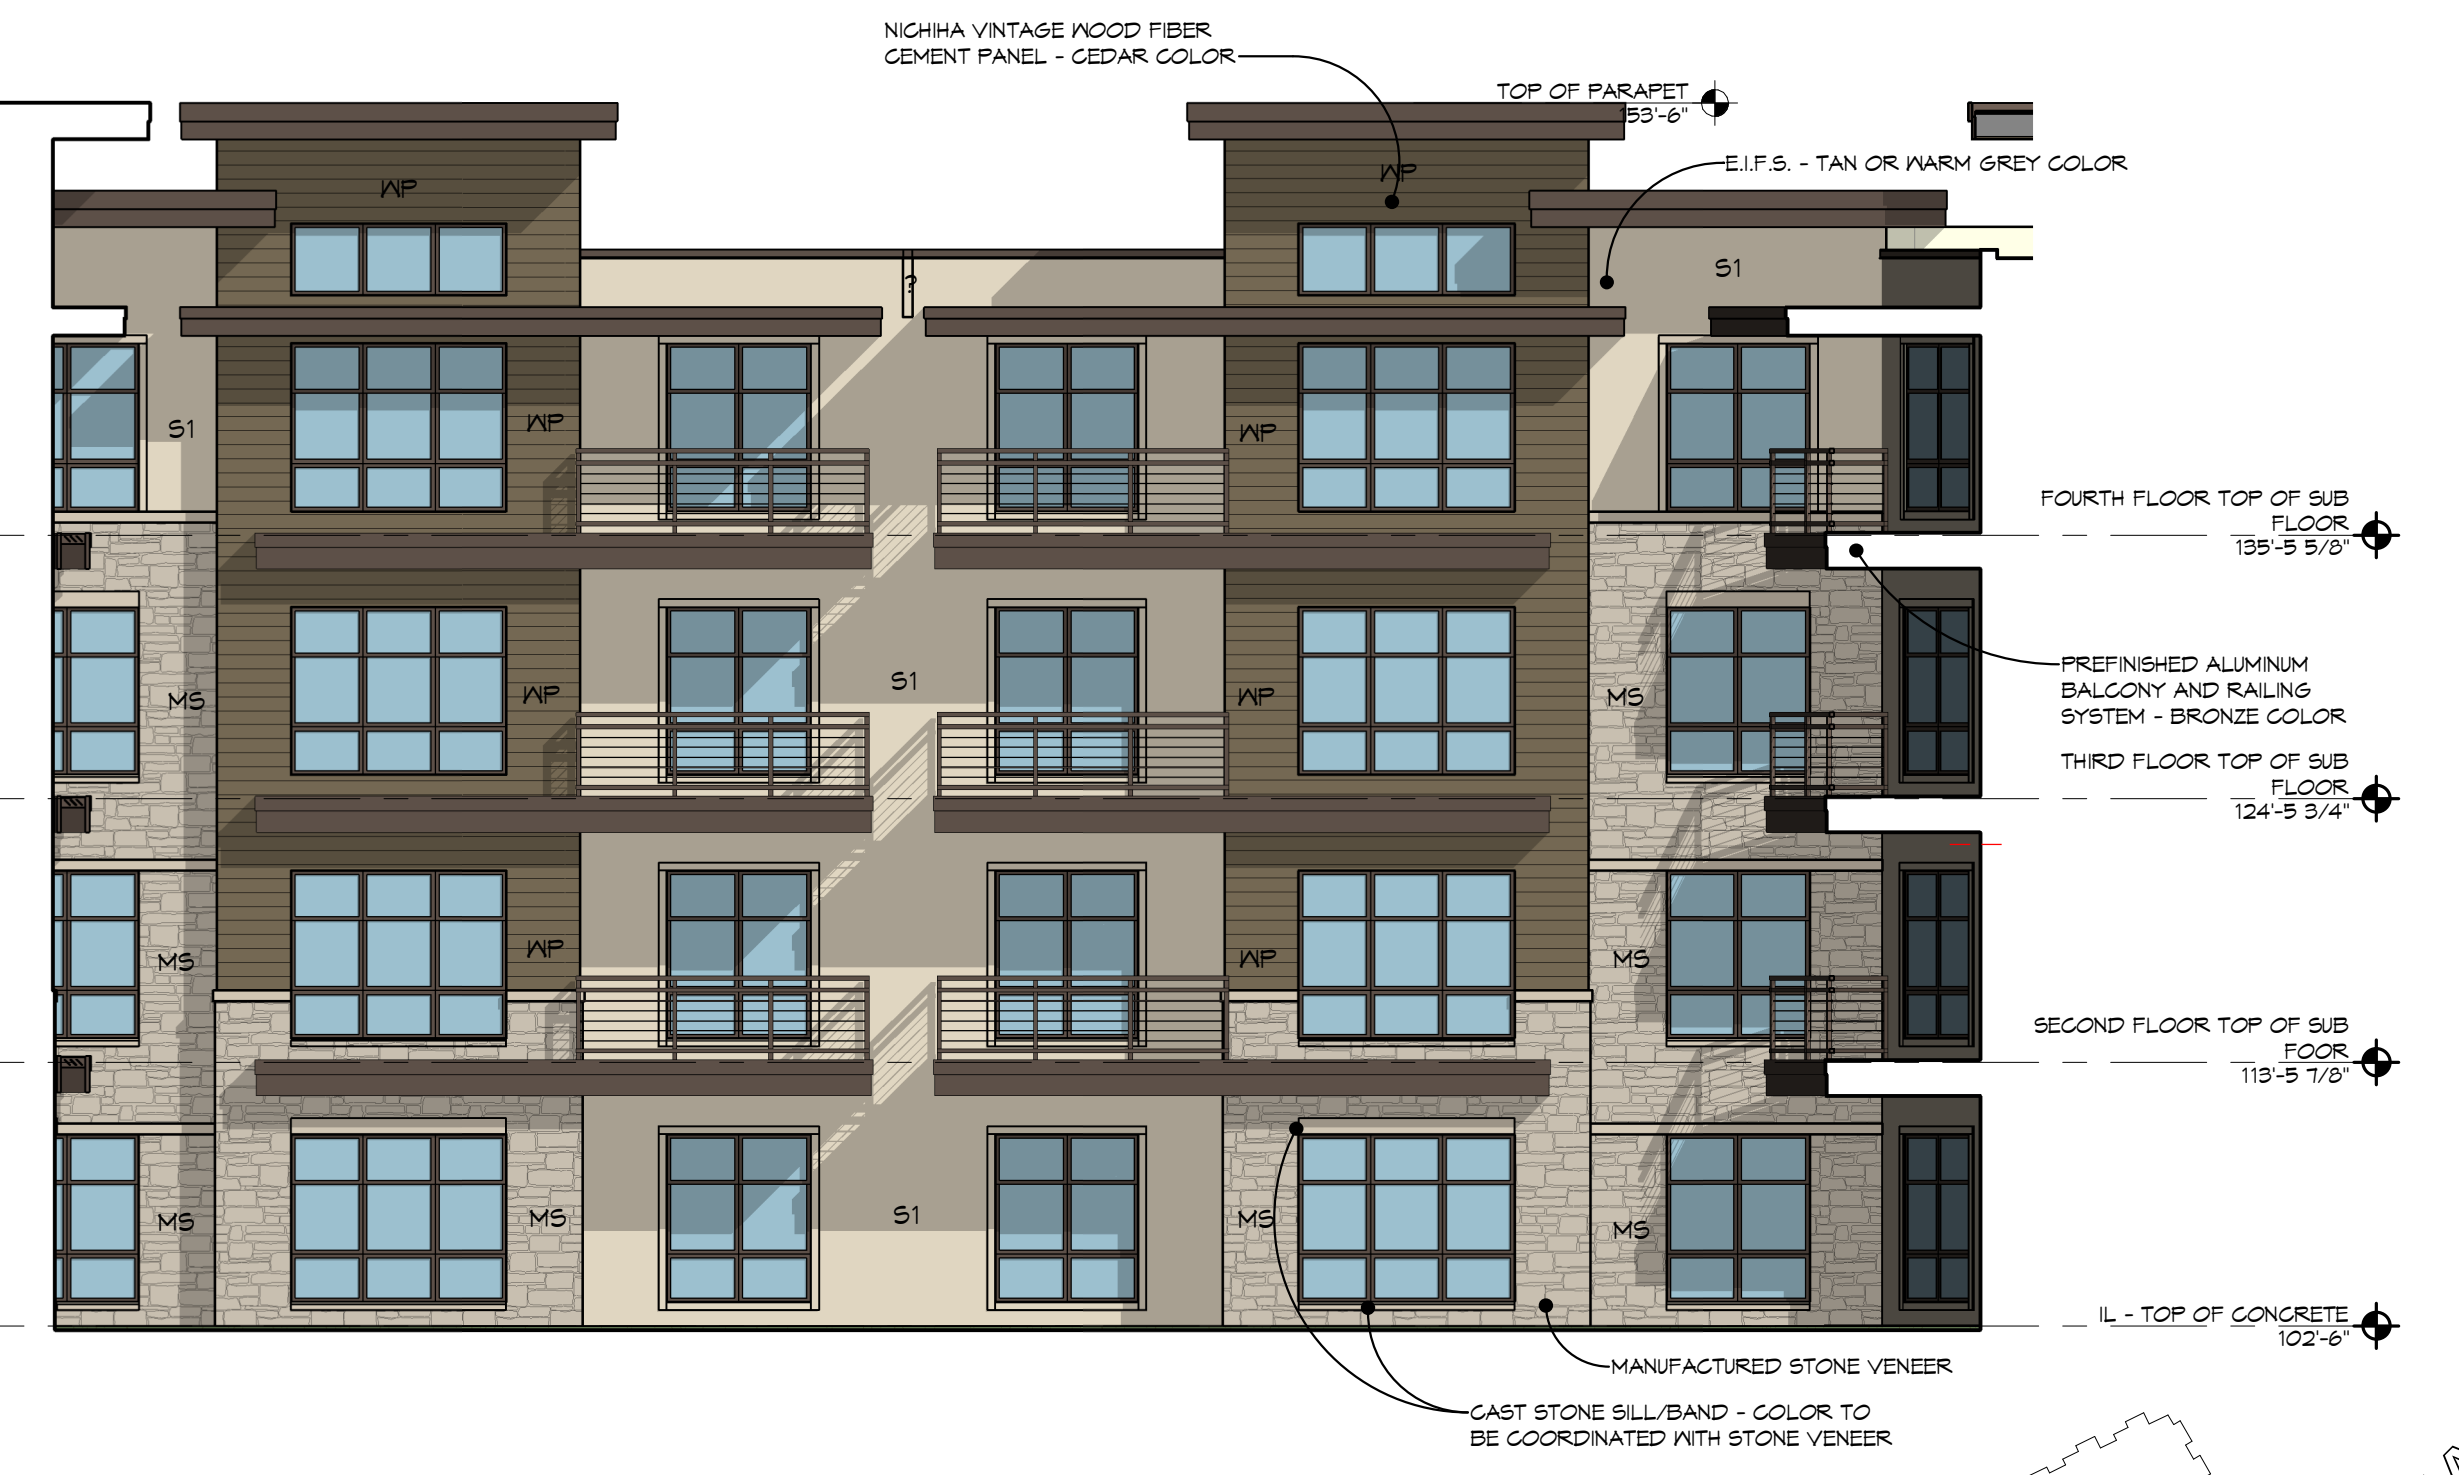 NICHIHA VINTAGE WOOD FIBER
CEMENT PANEL - CEDAR COLOR
TOP OF PARAPET
153'-6"
E.I.F.S. - TAN OR WARM GREY COLOR
WP
WP
S1
?
S1
WP
WP
FOURTH FLOOR TOP OF SUB
FLOOR
135'-5 5/8"
PREFINISHED ALUMINUM
BALCONY AND RAILING
SYSTEM - BRONZE COLOR
MS
WP
S1
WP
MS
THIRD FLOOR TOP OF SUB
FLOOR
124'-5 3/4"
MS
WP
WP
MS
SECOND FLOOR TOP OF SUB
FOOR
113'-5 7/8"
MS
MS
S1
MS
MS
IL - TOP OF CONCRETE
102'-6"
MANUFACTURED STONE VENEER
CAST STONE SILL/BAND - COLOR TO
BE COORDINATED WITH STONE VENEER